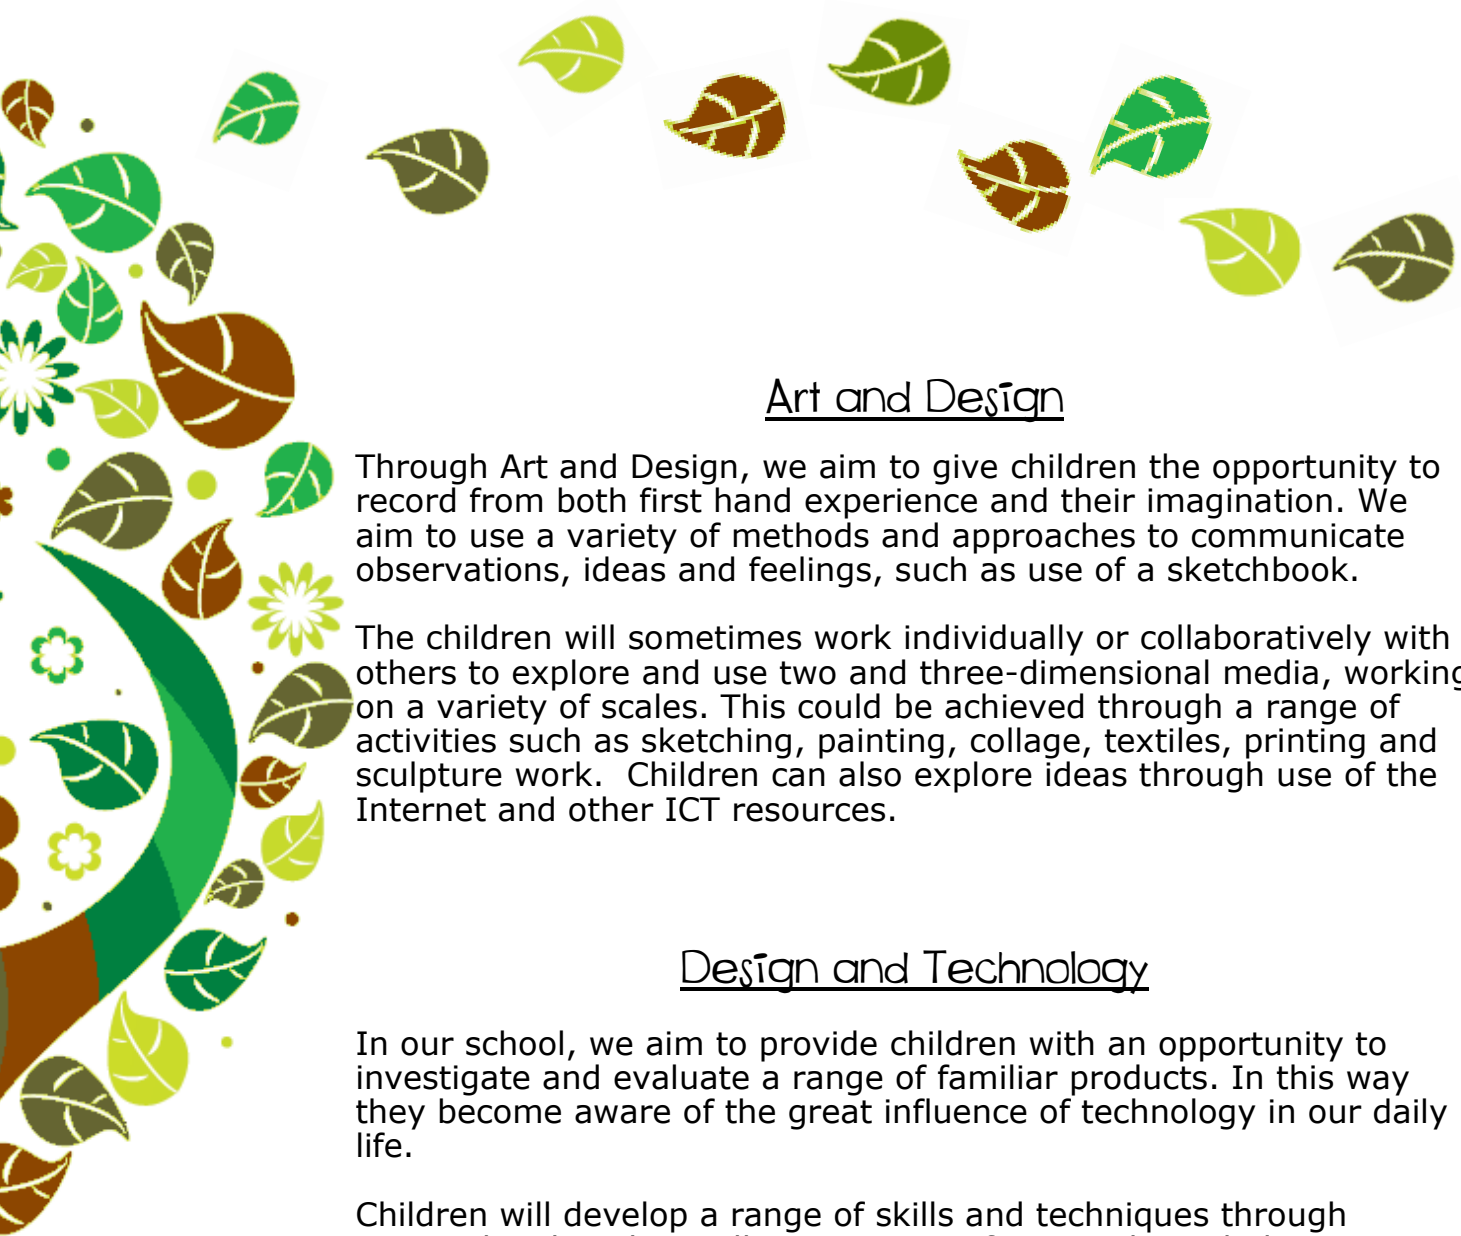 Art and Design
Through Art and Design, we aim to give children the opportunity to
record from both first hand experience and their imagination. We
aim to use a variety of methods and approaches to communicate
observations, ideas and feelings, such as use of a sketchbook.
The children will sometimes work individually or collaboratively with
others to explore and use two and three-dimensional media, working
on a variety of scales. This could be achieved through a range of
activities such as sketching, painting, collage, textiles, printing and
sculpture work.  Children can also explore ideas through use of the
Internet and other ICT resources.
Design and Technology
In our school, we aim to provide children with an opportunity to
investigate and evaluate a range of familiar products. In this way
they become aware of the great influence of technology in our daily
life.
Children will develop a range of skills and techniques through